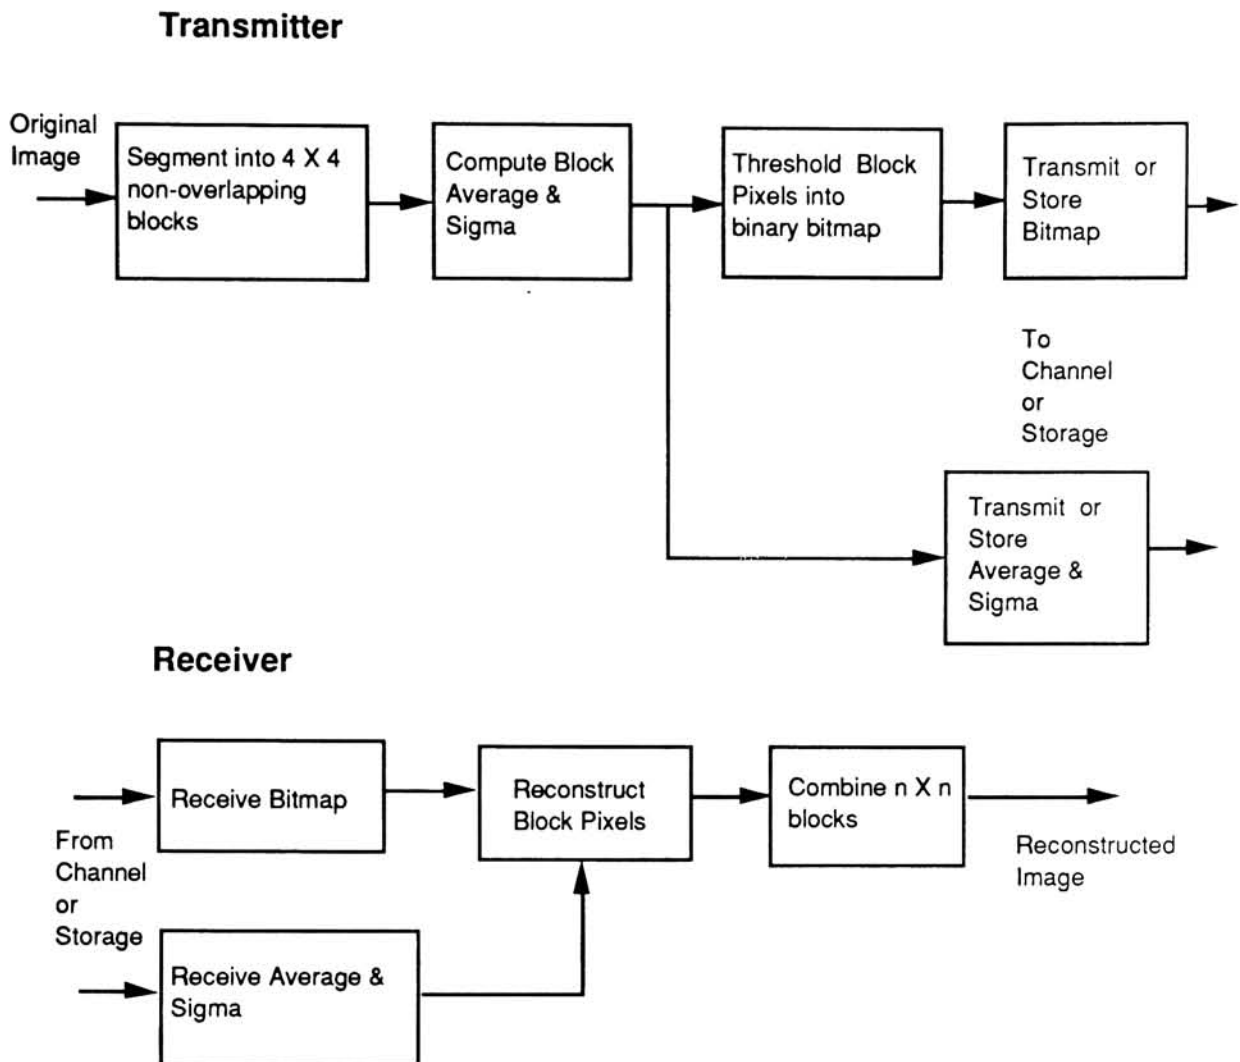 Transmitter
Original
Image
Segment into 4 X 4
non-overlapping
blocks
Compute Block
Average &
Sigma
Threshold Block
Pixels into
binary bitmap
Transmit or
Store
Bitmap
To
Channel
or
Storage
Transmit or
Store
Average &
Sigma
Receiver
Receive Bitmap
Reconstruct
Block Pixels
Combine n X n
blocks
From
Channel
or
Storage
Reconstructed
Image
Receive Average &
Sigma